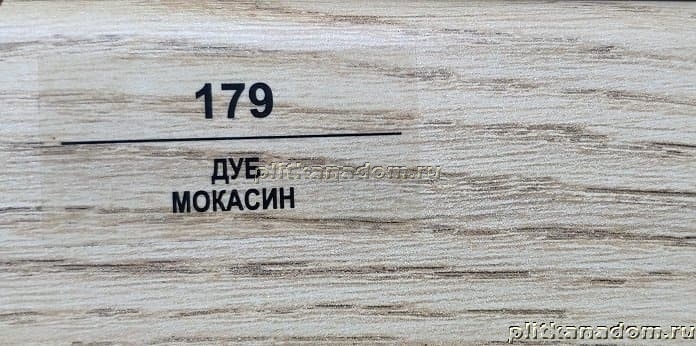 179
ДУБ
МОКАСИН
plitkanadom.ru
plitkanadom.ru